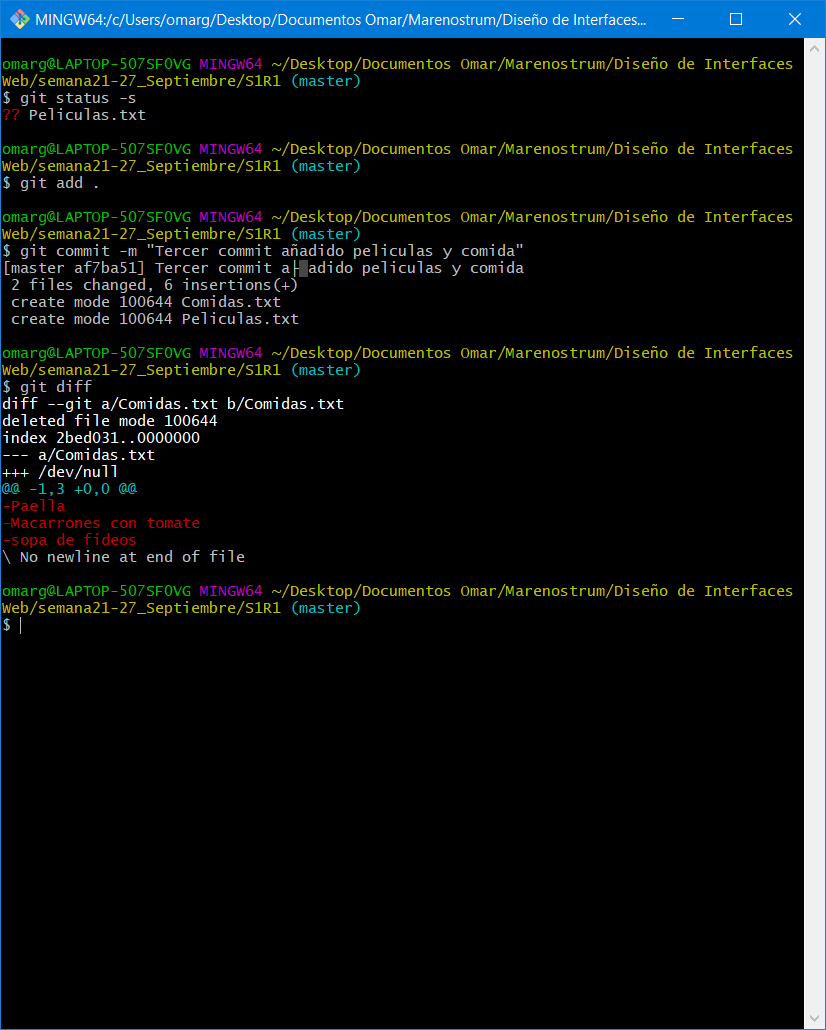 MINGW64:/c/Users/omarg/Desktop/Documentos Omar/Marenostrum/Diseño de Interfaces...
omarg@LAPTOP-507SF0VG MINGW64 ~/Desktop/Documentos Omar/Marenostrum/Diseño de Interfaces
Web/semana21-27_Septiembre/S1R1 (master)
$ git status -s
?? Peliculas.txt
omarg@LAPTOP-507SF0VG MINGW64 ~/Desktop/Documentos Omar/Marenostrum/Diseño de Interfaces
Web/semana21-27_Septiembre/S1R1 (master)
$ git add .
omarg@LAPTOP-507SF0VG MINGW64 ~/Desktop/Documentos Omar/Marenostrum/Diseño de Interfaces
Web/semana21-27_Septiembre/S1R1 (master)
$ git commit -m "Tercer commit añadido peliculas y comida"
[master af7ba51] Tercer commit a├▒adido peliculas y comida
 2 files changed, 6 insertions(+)
 create mode 100644 Comidas.txt
 create mode 100644 Peliculas.txt
omarg@LAPTOP-507SF0VG MINGW64 ~/Desktop/Documentos Omar/Marenostrum/Diseño de Interfaces
Web/semana21-27_Septiembre/S1R1 (master)
$ git diff
diff --git a/Comidas.txt b/Comidas.txt
deleted file mode 100644
index 2bed031..0000000
--- a/Comidas.txt
+++ /dev/null
@@ -1,3 +0,0 @@
-Paella
-Macarrones con tomate
-sopa de fideos
\ No newline at end of file
omarg@LAPTOP-507SF0VG MINGW64 ~/Desktop/Documentos Omar/Marenostrum/Diseño de Interfaces
Web/semana21-27_Septiembre/S1R1 (master)
$